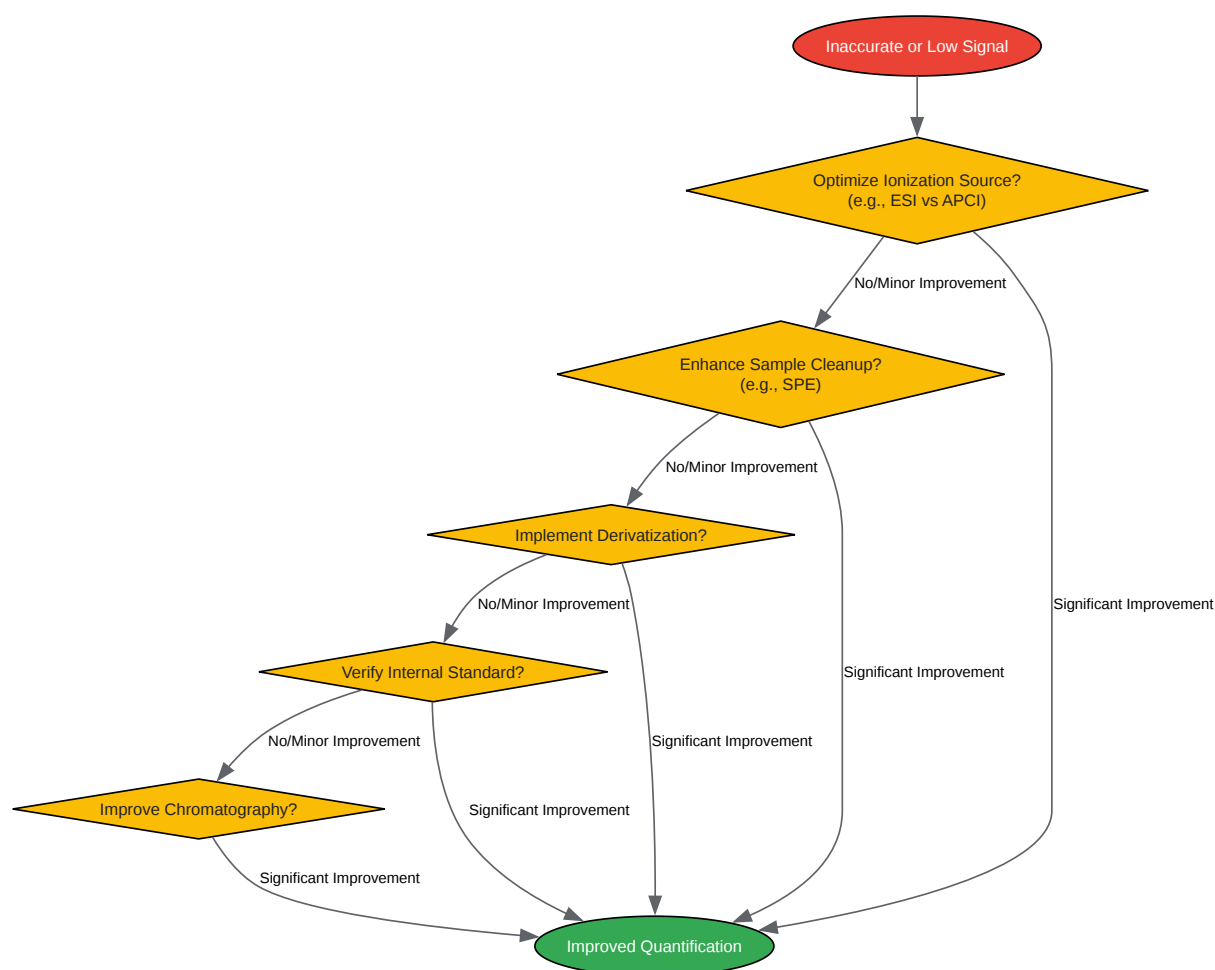 Inaccurate or Low Signal
Optimize Ionization Source?
(e.g., ESI vs APCI)
No/Minor Improvement
Enhance Sample Cleanup?
(e.g., SPE)
No/Minor Improvement
Implement Derivatization?
No/Minor Improvement
Significant Improvement
Verify Internal Standard?
Significant Improvement
No/Minor Improvement
Significant Improvement
Improve Chromatography?
Significant Improvement
Significant Improvement
Improved Quantification